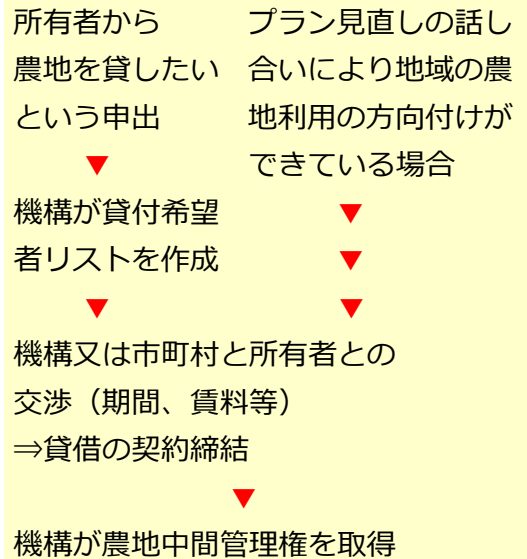 所有者から
農地を貸したい
という申出
▼
機構が貸付希望
者リストを作成
▼
プラン見直しの話し
合いにより地域の農
地利用の方向付けが
できている場合
▼
▼
▼
機構又は市町村と所有者との
交渉（期間、賃料等）
⇒貸借の契約締結
▼
機構が農地中間管理権を取得